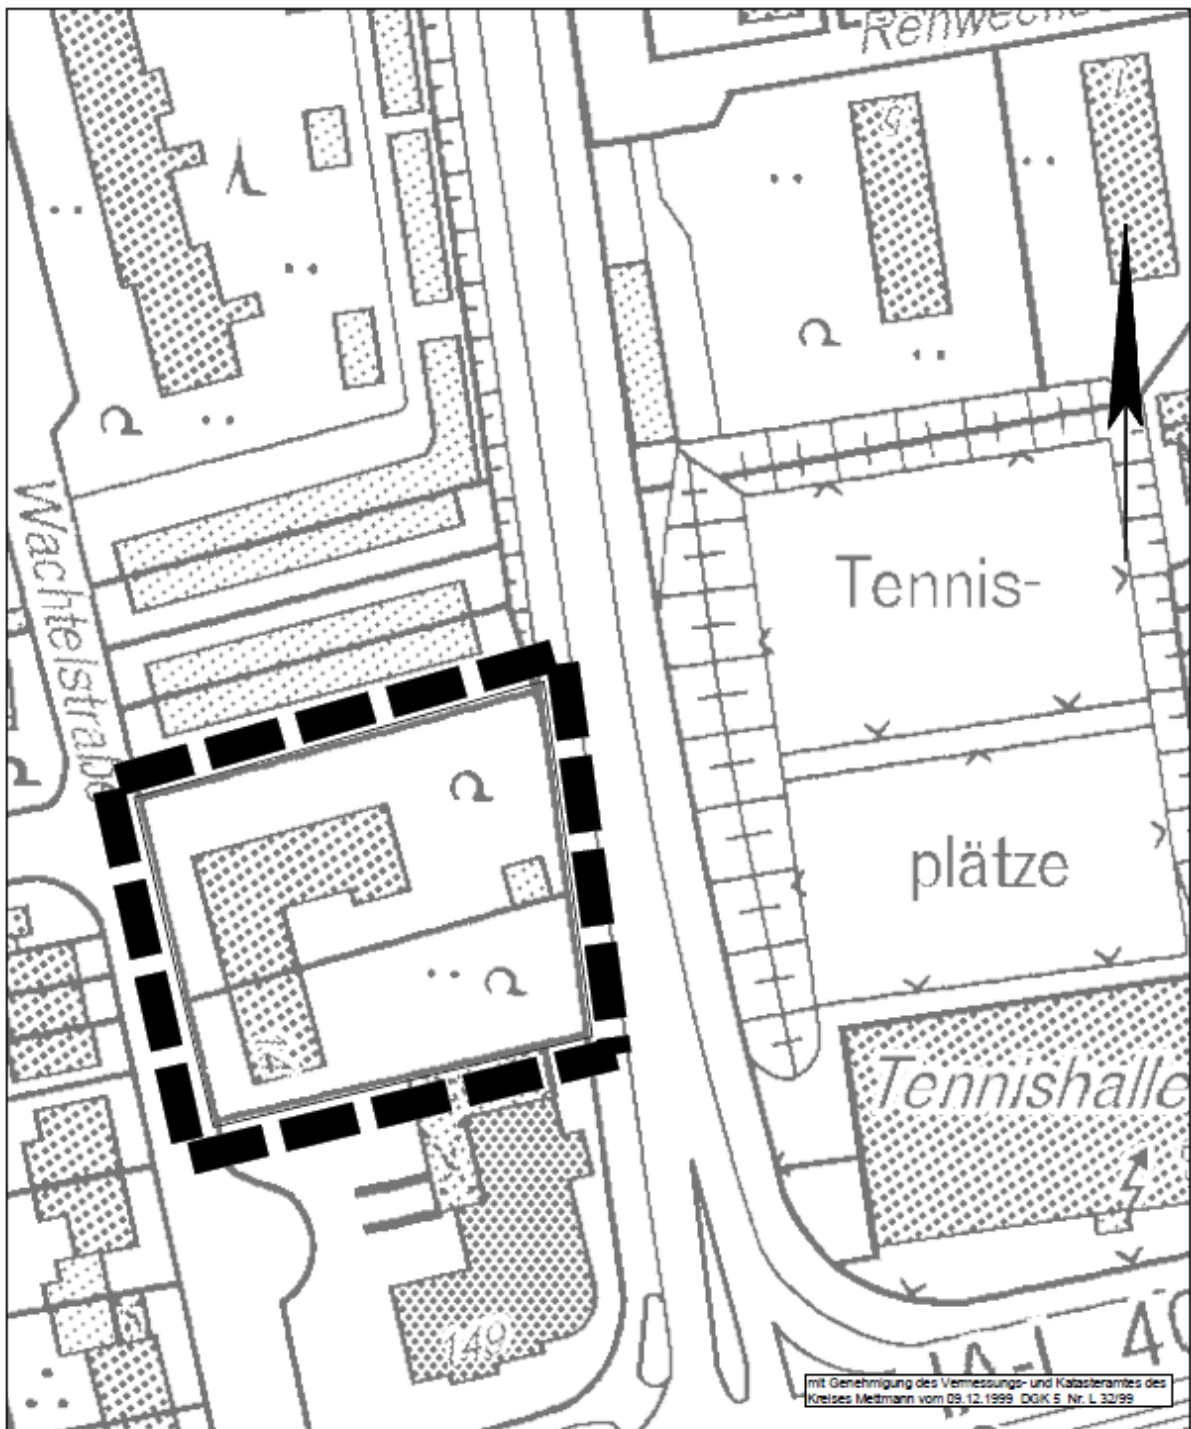 Wachtelstraße
Tennis-
plätze
Tennishalle
149
mit Genehmigung des Vermessungs- und Katasteramtes des
Kreises Mettmann vom 09.12.1999 DGK 5 Nr. L 32/99